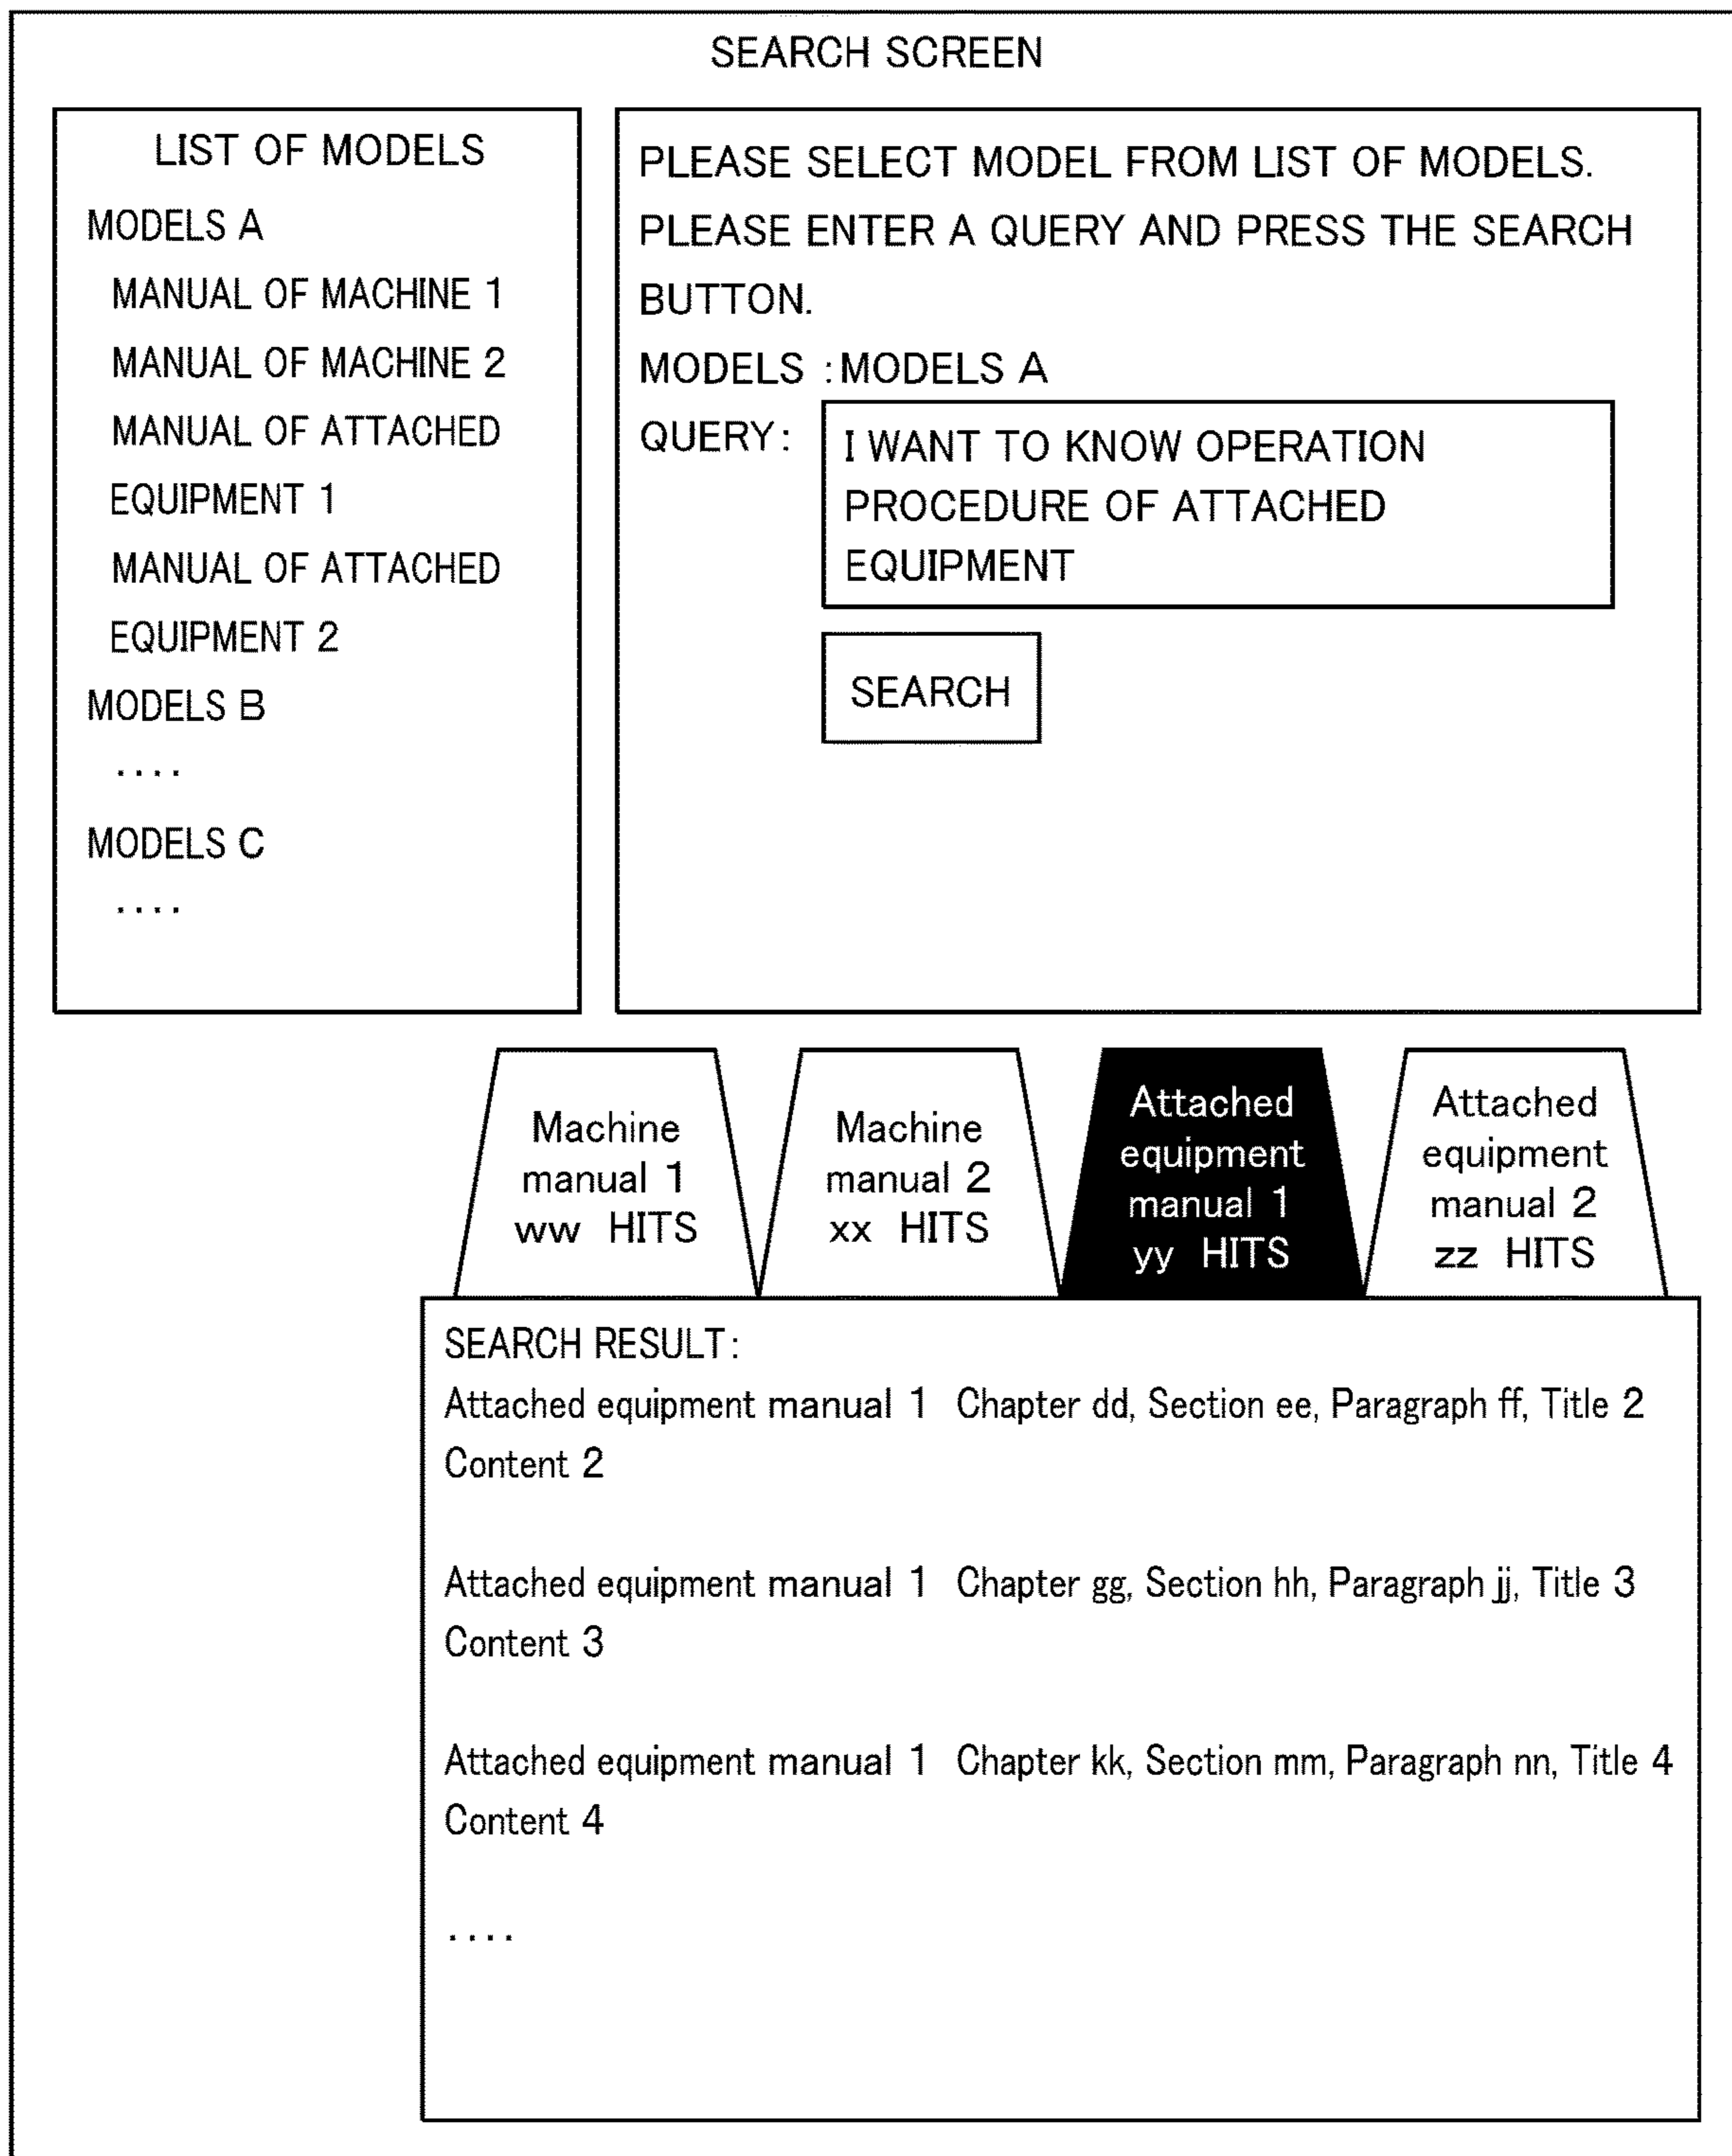 SEARCH SCREEN
LIST OF MODELS
MODELS A
MANUAL OF MACHINE 1
MANUAL OF MACHINE 2
MANUAL OF ATTACHED
EQUIPMENT 1
MANUAL OF ATTACHED
EQUIPMENT 2
MODELS B
....
MODELS C
....
PLEASE SELECT MODEL FROM LIST OF MODELS.
PLEASE ENTER A QUERY AND PRESS THE SEARCH
BUTTON.
MODELS :MODELS A
QUERY:
I WANT TO KNOW OPERATION
PROCEDURE OF ATTACHED
EQUIPMENT
SEARCH
Machine
manual 1
ww HITS
Machine
manual 2
xx HITS
Attached
equipment
manual 1
yy HITS
Attached
equipment
manual 2
zz HITS
SEARCH RESULT:
Attached equipment manual 1 Chapter dd, Section ee, Paragraph ff, Title 2
Content 2
Attached equipment manual 1 Chapter gg, Section hh, Paragraph jj, Title 3
Content 3
Attached equipment manual 1 Chapter kk, Section mm, Paragraph nn, Title 4
Content 4
....